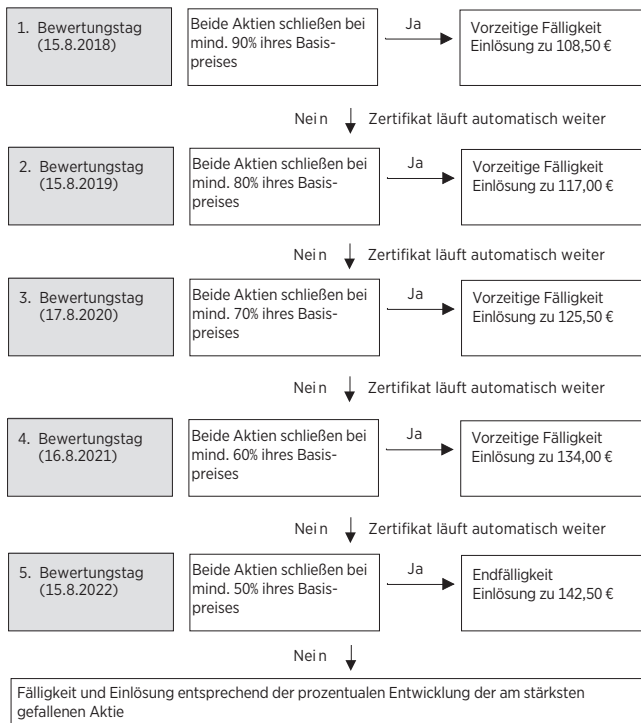 1. Bewertungstag
(15.8.2018)
Beide Aktien schließen bei
mind. 90% ihres Basis-
preises
Ja
Vorzeitige Fälligkeit
Einlösung zu 108,50 €
Nein
Zertifikat läuft automatisch weiter
2. Bewertungstag
(15.8.2019)
Beide Aktien schließen bei
mind. 80% ihres Basis-
preises
Ja
Vorzeitige Fälligkeit
Einlösung zu 117,00 €
Nein
Zertifikat läuft automatisch weiter
3. Bewertungstag
(17.8.2020)
Beide Aktien schließen bei
mind. 70% ihres Basis-
preises
Ja
Vorzeitige Fälligkeit
Einlösung zu 125,50 €
Nein
Zertifikat läuft automatisch weiter
4. Bewertungstag
(16.8.2021)
Beide Aktien schließen bei
mind. 60% ihres Basis-
preises
Ja
Vorzeitige Fälligkeit
Einlösung zu 134,00 €
Nein
Zertifikat läuft automatisch weiter
5. Bewertungstag
(15.8.2022)
Beide Aktien schließen bei
mind. 50% ihres Basis-
preises
Ja
Endfälligkeit
Einlösung zu 142,50 €
Nein
Fälligkeit und Einlösung entsprechend der prozentualen Entwicklung der am stärksten
gefallenen Aktie